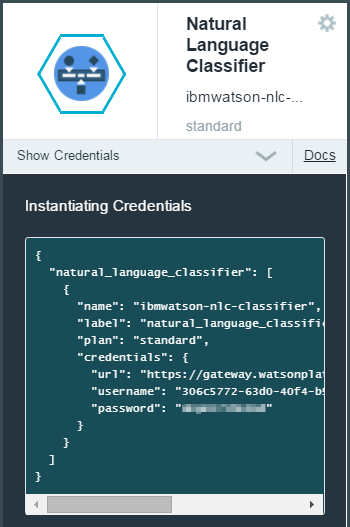 Natural
Language
Classifier
ibmwatson-nlc-...
standard
Show Credentials
Docs
Instantiating Credentials
{
"natural_language_classifier": [
{
"name": "ibmwatson-nlc-classifier",
"label": "natural_language_classifie
"plan": "standard",
"credentials": {
"url": "https://gateway.watsonplat
"username": "306c5772-63d0-40f4-b5
"password": "
}
}
]
}